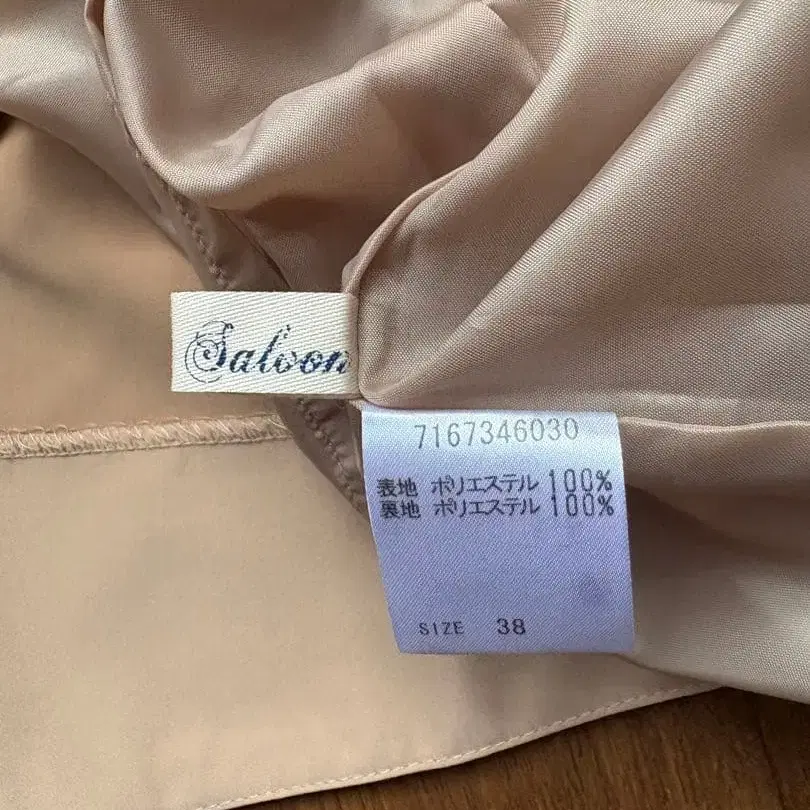 Saloon
7167346030
表地 ポリエステル 100%
裏地 ポリエステル 100%
SIZE 38